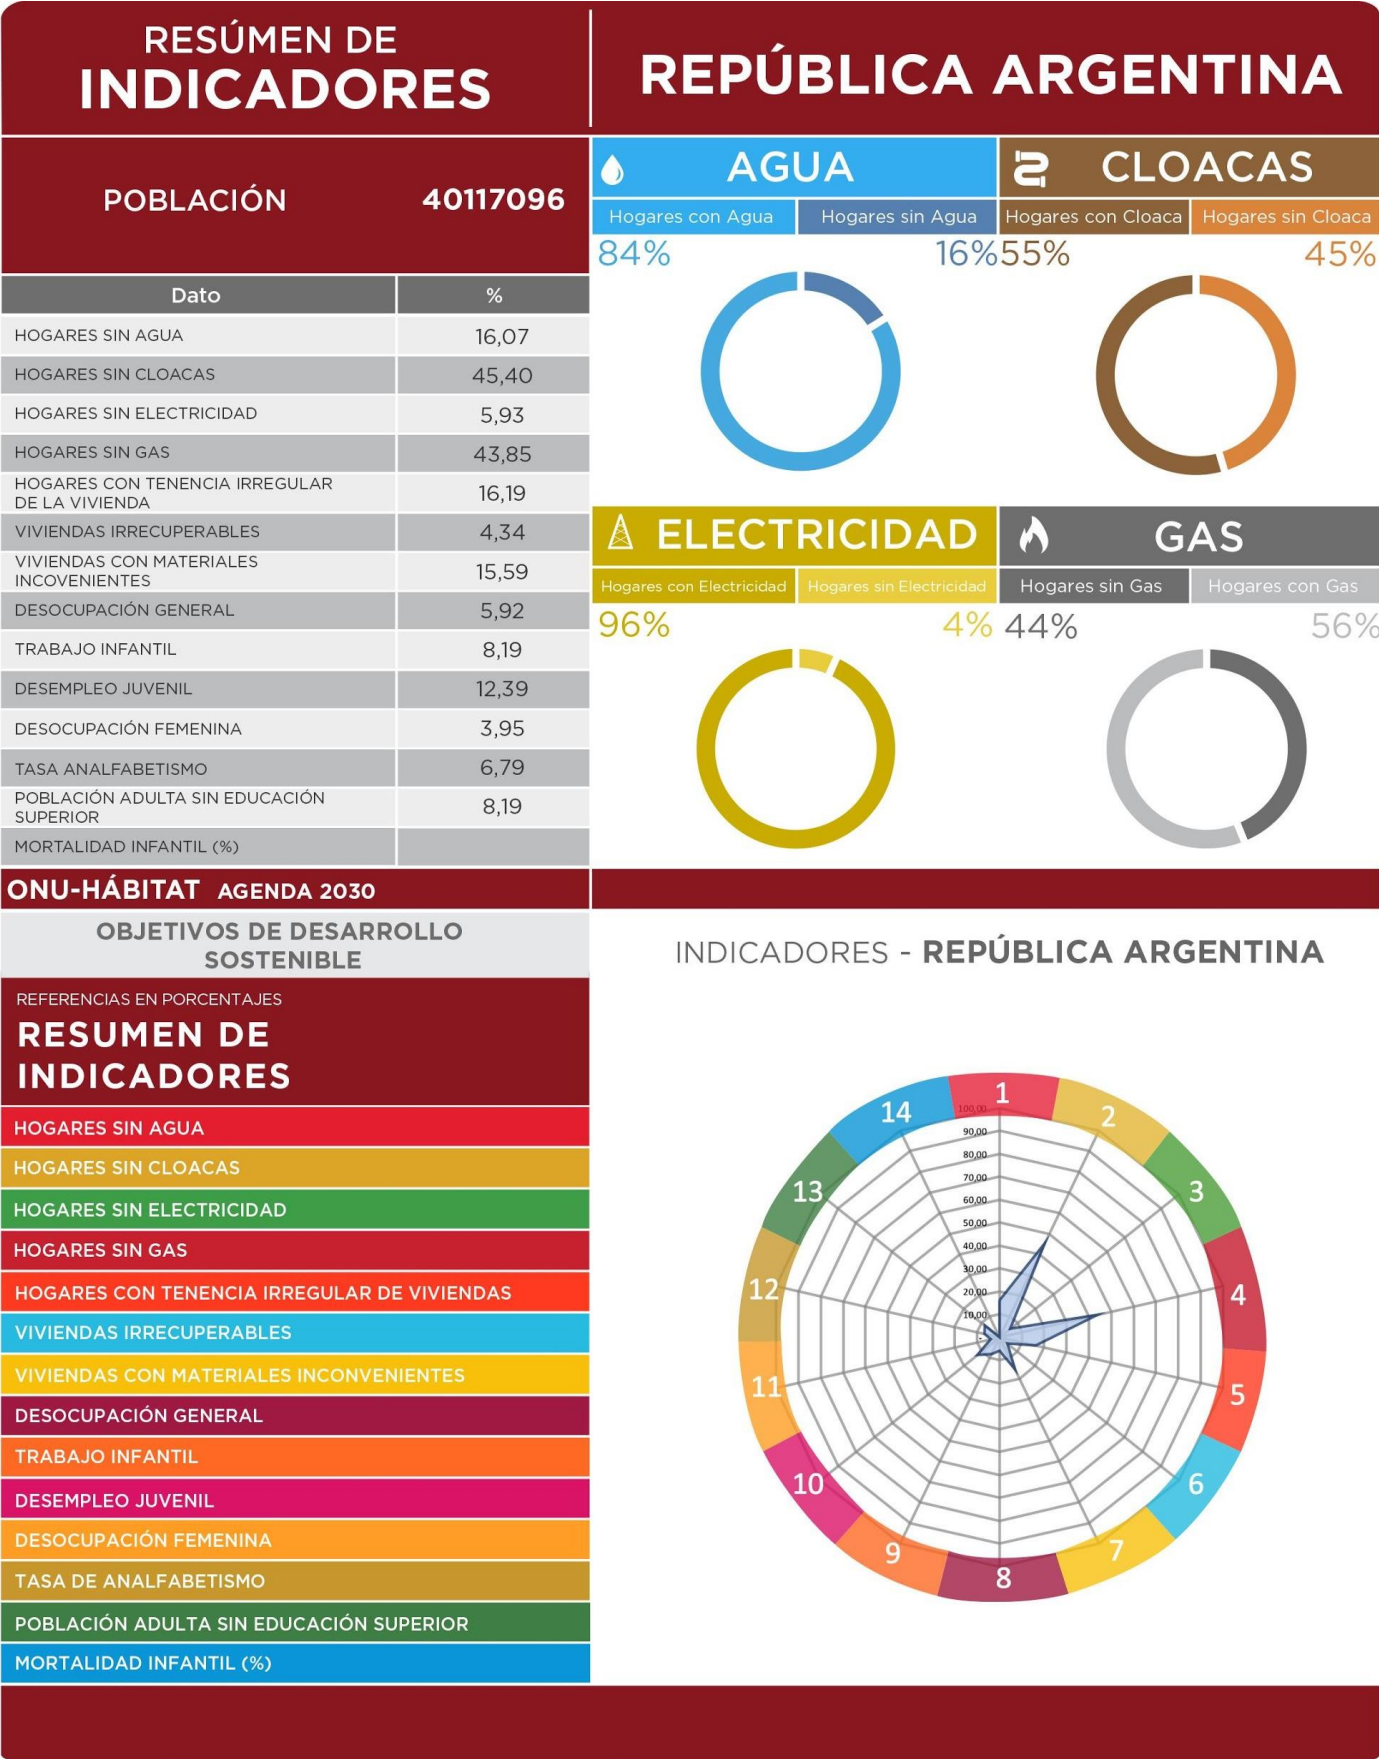 RESÚMEN DE
INDICADORES
REPÚBLICA ARGENTINA
POBLACIÓN 40117096
Dato %
HOGARES SIN AGUA 16,07
HOGARES SIN CLOACAS 45,40
HOGARES SIN ELECTRICIDAD 5,93
HOGARES SIN GAS 43,85
HOGARES CON TENENCIA IRREGULAR
DE LA VIVIENDA 16,19
VIVIENDAS IRRECUPERABLES 4,34
VIVIENDAS CON MATERIALES
INCOVENIENTES 15,59
DESOCUPACIÓN GENERAL 5,92
TRABAJO INFANTIL 8,19
DESEMPLEO JUVENIL 12,39
DESOCUPACIÓN FEMENINA 3,95
TASA ANALFABETISMO 6,79
POBLACIÓN ADULTA SIN EDUCACIÓN
SUPERIOR 8,19
MORTALIDAD INFANTIL (%)
AGUA
Hogares con Agua Hogares sin Agua
84% 16%
CLOACAS
Hogares con Cloaca Hogares sin Cloaca
55% 45%
ELECTRICIDAD
Hogares con Electricidad Hogares sin Electricidad
96% 4%
GAS
Hogares sin Gas Hogares con Gas
44% 56%
ONU-HÁBITAT AGENDA 2030
OBJETIVOS DE DESARROLLO
SOSTENIBLE
REFERENCIAS EN PORCENTAJES
RESUMEN DE
INDICADORES
HOGARES SIN AGUA
HOGARES SIN CLOACAS
HOGARES SIN ELECTRICIDAD
HOGARES SIN GAS
HOGARES CON TENENCIA IRREGULAR DE VIVIENDAS
VIVIENDAS IRRECUPERABLES
VIVIENDAS CON MATERIALES INCONVENIENTES
DESOCUPACIÓN GENERAL
TRABAJO INFANTIL
DESEMPLEO JUVENIL
DESOCUPACIÓN FEMENINA
TASA DE ANALFABETISMO
POBLACIÓN ADULTA SIN EDUCACIÓN SUPERIOR
MORTALIDAD INFANTIL (%)
INDICADORES - REPÚBLICA ARGENTINA
1
2
3
4
5
6
7
8
9
10
11
12
13
14
100,00
90,00
80,00
70,00
60,00
50,00
40,00
30,00
20,00
10,00
-